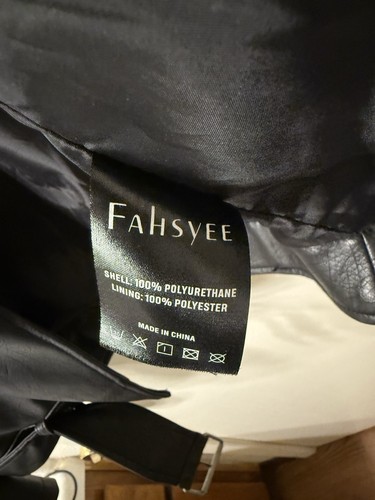 FAHSYEE
SHELL: 100% POLYURETHANE
LINING: 100% POLYESTER
MADE IN CHINA